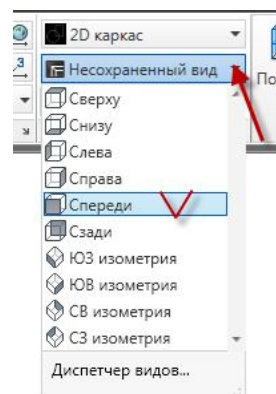 2D каркас
3
Несохраненный вид
По
Сверху
Снизу
Слева
Справа
Спереди
Сзади
ЮЗ изометрия
ЮВ изометрия
СВ изометрия
СЗ изометрия
Диспетчер видов...